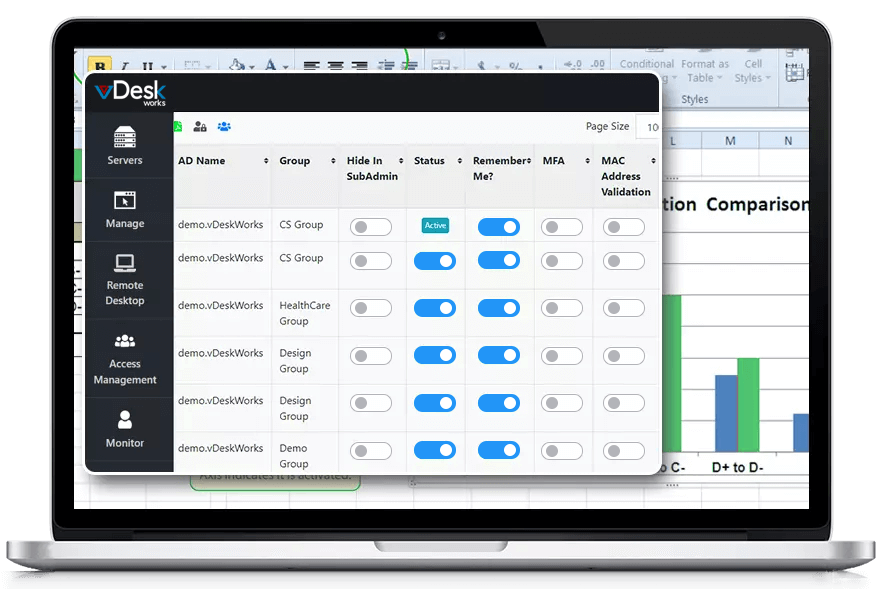 B I U A
Conditional Format as Cell
Table Styles
Styles
vDesk
works
Servers
Manage
Remote
Desktop
Access
Management
Monitor
Page Size 10
AD Name Group Hide In SubAdmin Status Remember Me? MFA MAC Address Validation
demo.vDeskWorks CS Group Active
demo.vDeskWorks CS Group
demo.vDeskWorks HealthCare Group
demo.vDeskWorks Design Group
demo.vDeskWorks Design Group
demo.vDeskWorks Demo Group
L M N
tion Comparison
o C- D+ to D-
Axis indicates it is activated.